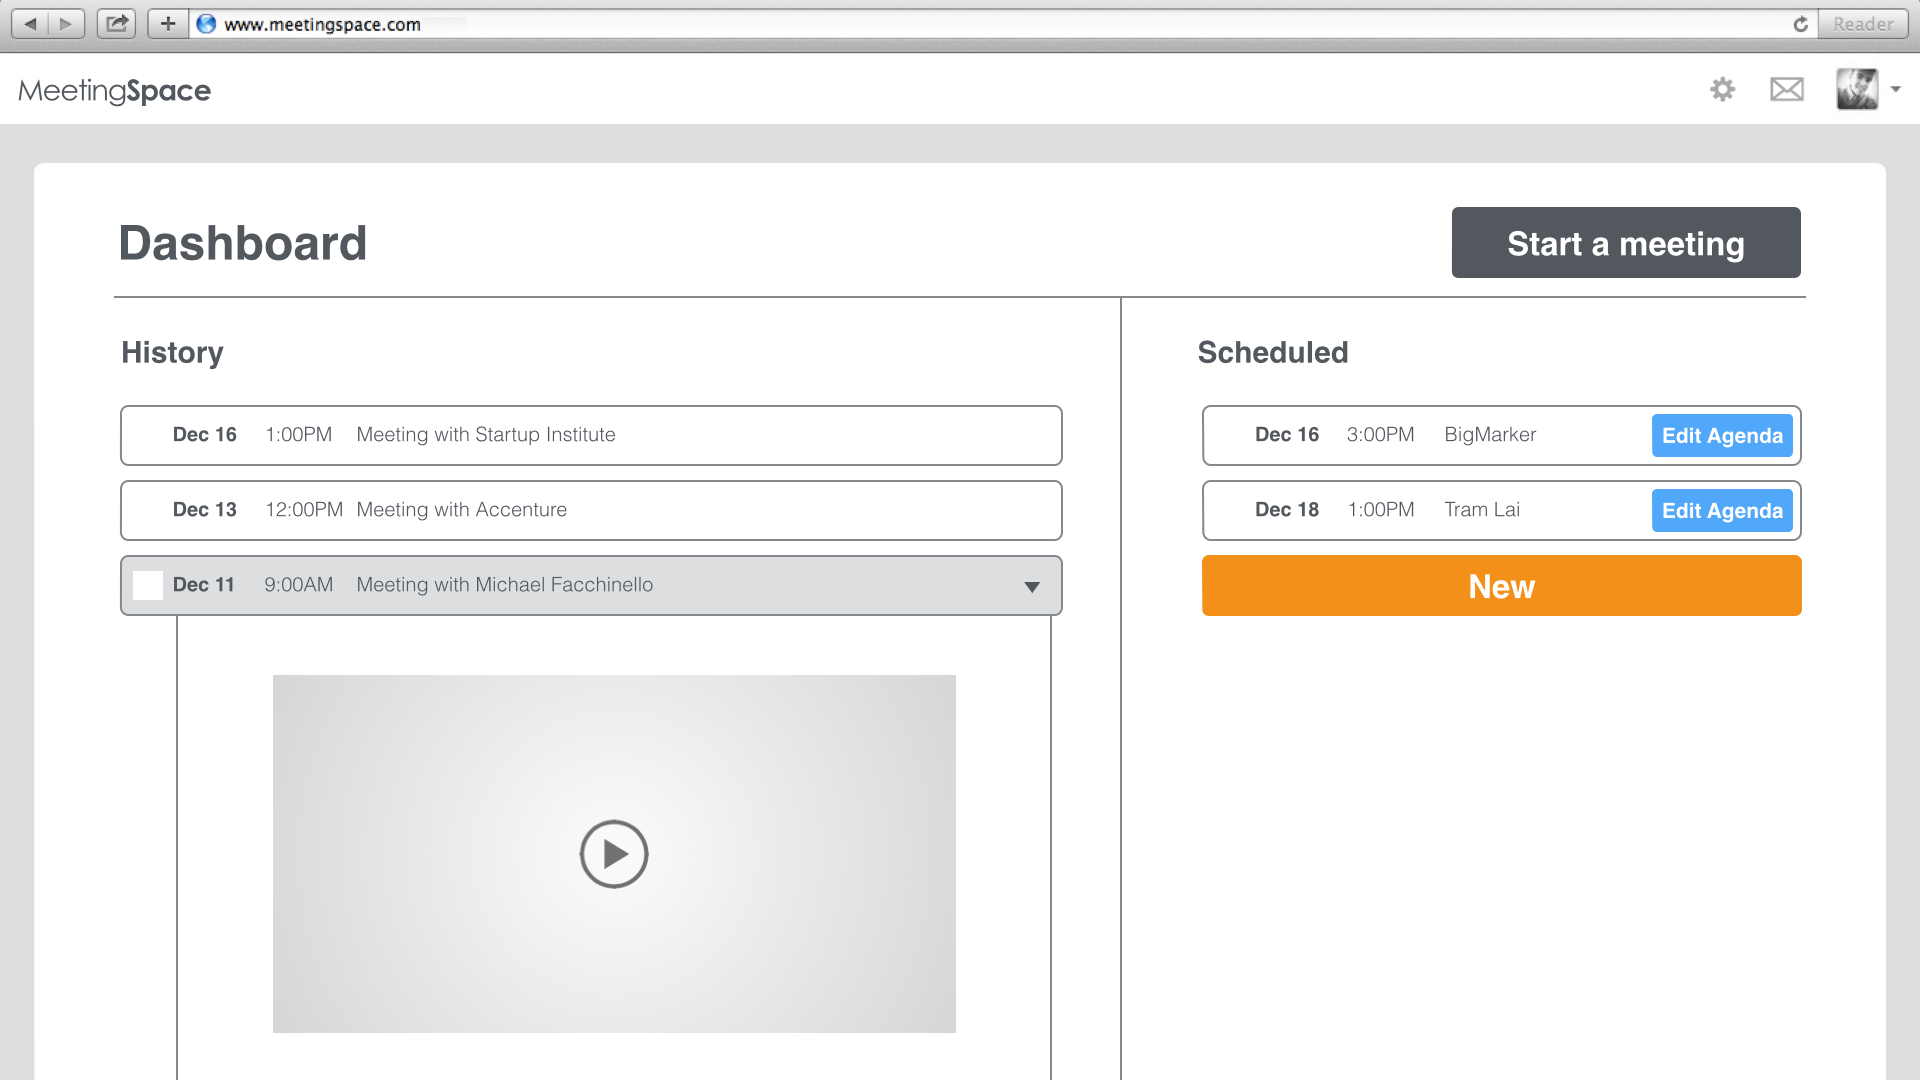 www.meetingspace.com
Reader
MeetingSpace
Dashboard
Start a meeting
History
Dec 16 1:00PM Meeting with Startup Institute
Dec 13 12:00PM Meeting with Accenture
Dec 11 9:00AM Meeting with Michael Facchinello
Scheduled
Dec 16 3:00PM BigMarker Edit Agenda
Dec 18 1:00PM Tram Lai Edit Agenda
New